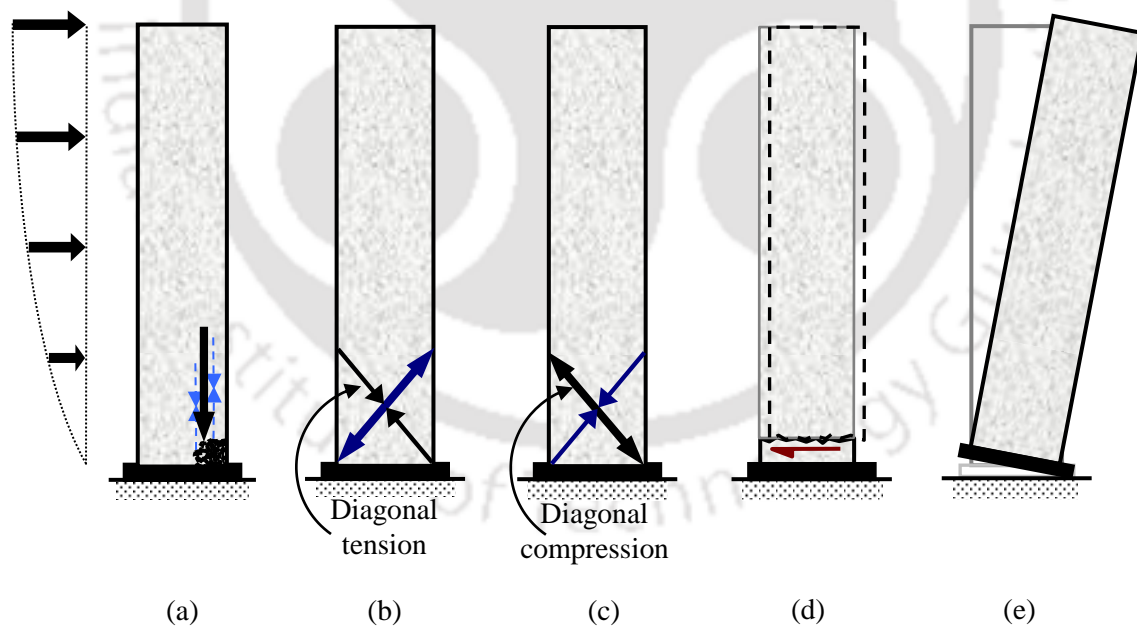 Diagonal
tension
Diagonal
compression
(a)
(b)
(c)
(d)
(e)